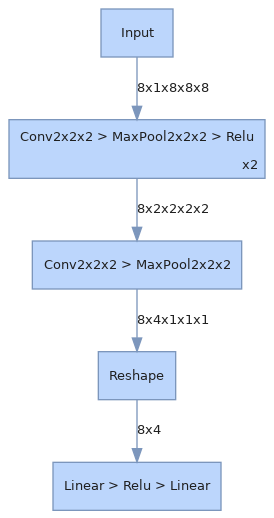 Input
8x1x8x8x8
Conv2x2x2 > MaxPool2x2x2 > Relu
x2
8x2x2x2x2
Conv2x2x2 > MaxPool2x2x2
8x4x1x1x1
Reshape
8x4
Linear > Relu > Linear